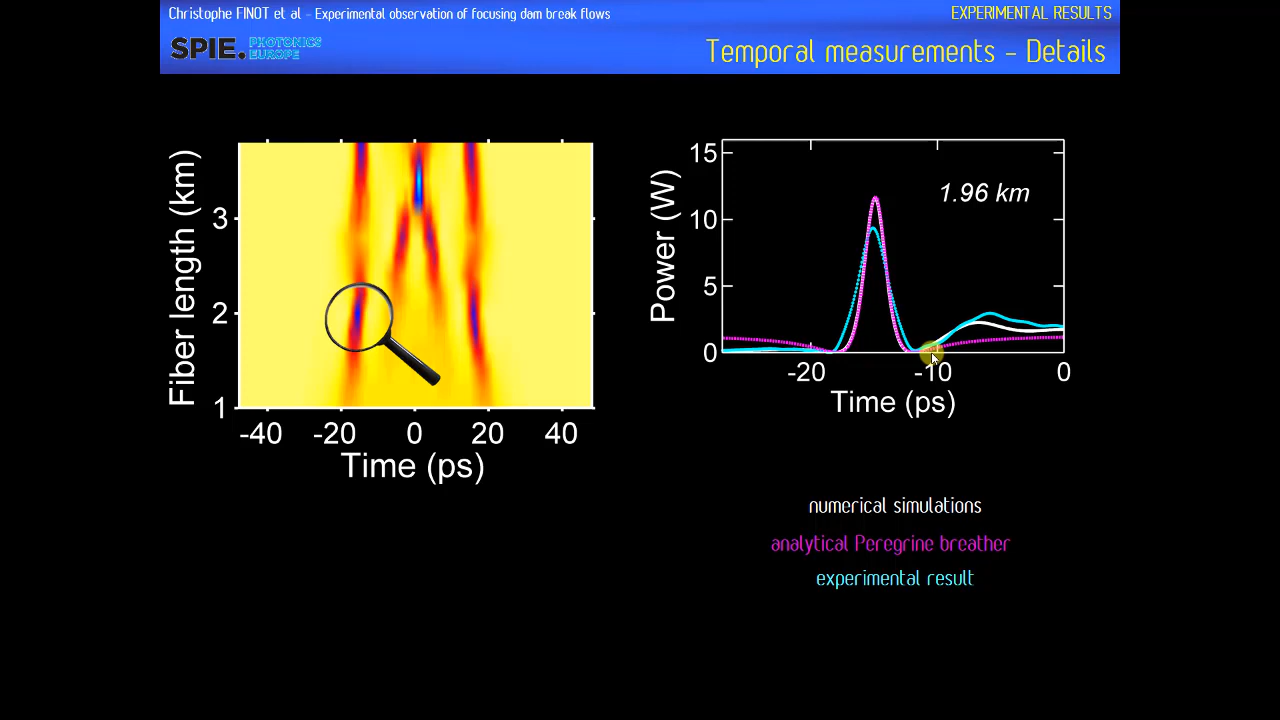 Christophe FINOT et al - Experimental observation of focusing dam break flows
EXPERIMENTAL RESULTS
SPIE. PHOTONICS EUROPE
Temporal measurements - Details
Fiber length (km)
3
2
1
-40 -20 0 20 40
Time (ps)
Power (W)
15
10
5
0
1.96 km
-20 -10 0
Time (ps)
numerical simulations
analytical Peregrine breather
experimental result